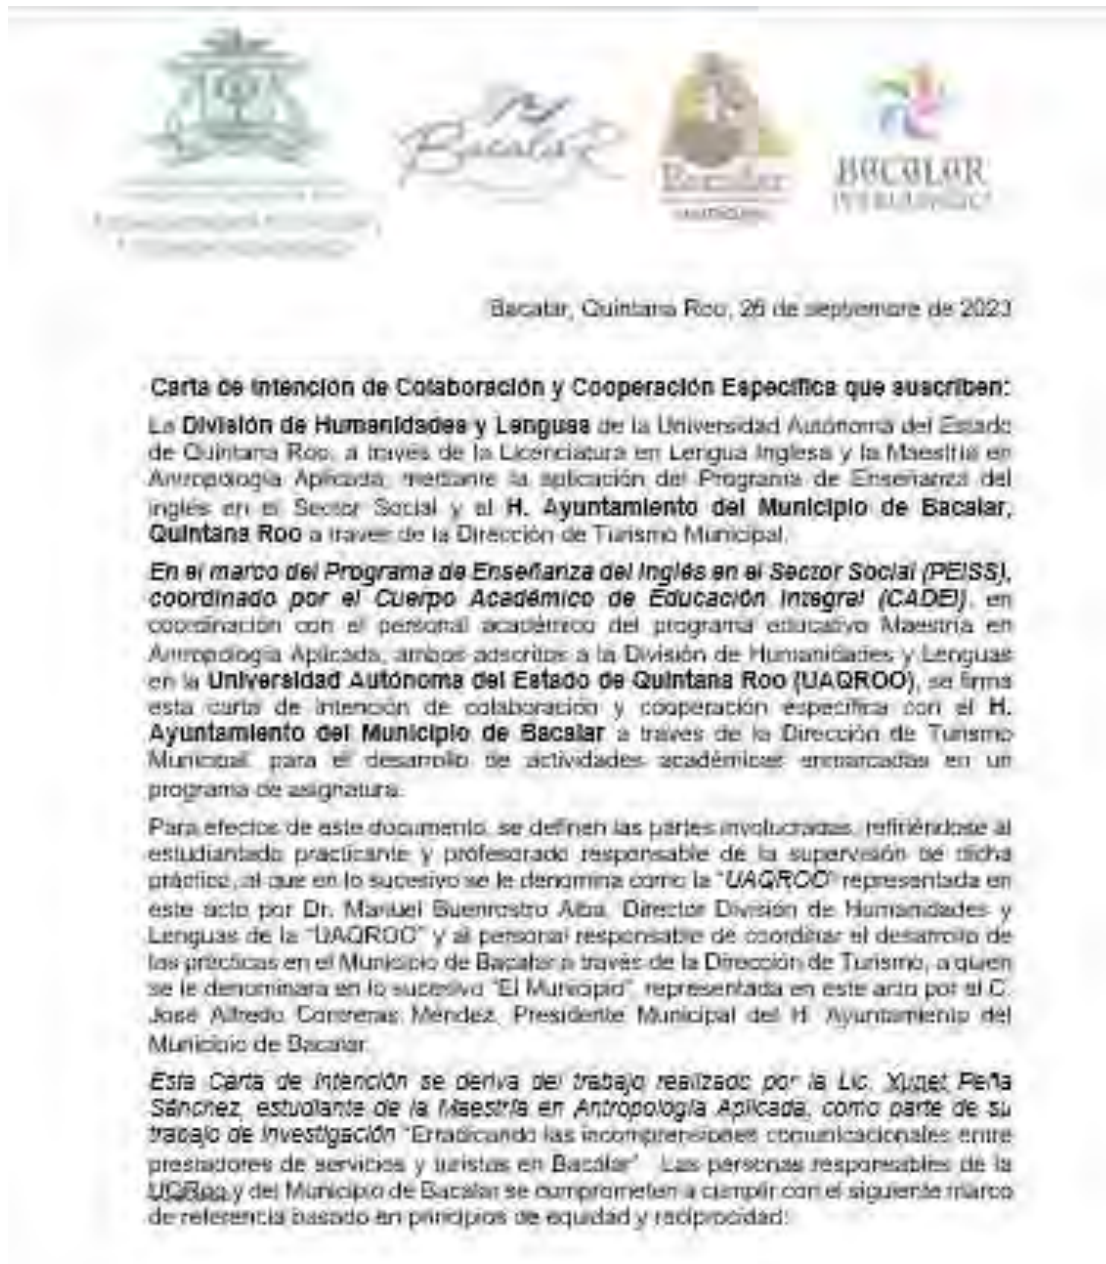 Bacalar
Bacalar
BACALAR
Bacalar, Quintana Roo, 26 de septiembre de 2023
Carta de Intención de Colaboración y Cooperación Específica que suscriben:
La División de Humanidades y Lenguas de la Universidad Autónoma del Estado
de Quintana Roo, a través de la Licenciatura en Lengua Inglesa y la Maestría en
Antropología Aplicada, mediante la aplicación del Programa de Enseñanza del
Inglés en el Sector Social y el H. Ayuntamiento del Municipio de Bacalar,
Quintana Roo a través de la Dirección de Turismo Municipal.
En el marco del Programa de Enseñanza del Inglés en el Sector Social (PEISS),
coordinado por el Cuerpo Académico de Educación Integral (CADEI), en
coordinación con el personal académico del programa educativo Maestría en
Antropología Aplicada, ambos adscritos a la División de Humanidades y Lenguas
en la Universidad Autónoma del Estado de Quintana Roo (UAQROO), se firma
esta carta de intención de colaboración y cooperación específica con el H.
Ayuntamiento del Municipio de Bacalar a través de la Dirección de Turismo
Municipal, para el desarrollo de actividades académicas enmarcadas en un
programa de asignatura.
Para efectos de este documento, se definen las partes involucradas, refiriéndose al
estudiantado practicante y profesorado responsable de la supervisión de dicha
práctica, al que en lo sucesivo se le denomina como la "UAQROO" representada en
este acto por Dr. Manuel Buenrostro Alba, Director División de Humanidades y
Lenguas de la "UAQROO" y al personal responsable de coordinar el desarrollo de
las prácticas en el Municipio de Bacalar a través de la Dirección de Turismo, a quien
se le denominara en lo sucesivo "El Municipio", representada en este acto por el C.
José Alfredo Contreras Méndez, Presidente Municipal del H. Ayuntamiento del
Municipio de Bacalar.
Esta Carta de Intención se deriva del trabajo realizado por la Lic. Yunet Peña
Sánchez, estudiante de la Maestría en Antropología Aplicada, como parte de su
trabajo de investigación "Erradicando las incomprensiones comunicacionales entre
prestadores de servicios y turistas en Bacalar". Las personas responsables de la
UQRoo y del Municipio de Bacalar se comprometen a cumplir con el siguiente marco
de referencia basado en principios de equidad y reciprocidad: